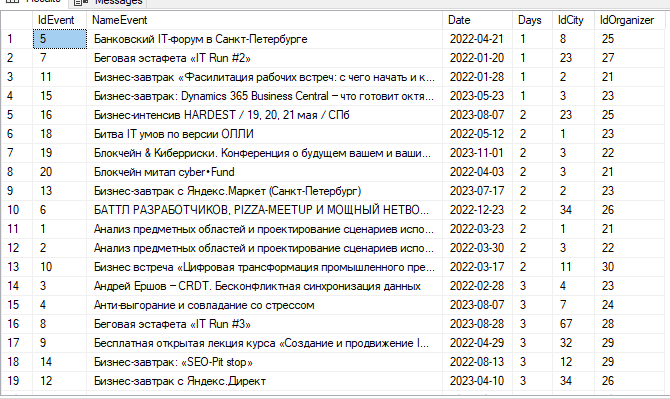 Messages
IdEvent NameEvent Date Days IdCity IdOrganizer
1 5 Банковский IT-форум в Санкт-Петербурге 2022-04-21 1 8 25
2 7 Беговая эстафета «IT Run #2» 2022-01-20 1 23 27
3 11 Бизнес-завтрак «Фасилитация рабочих встреч: с чего начать и к... 2022-01-28 1 2 21
4 15 Бизнес-завтрак: Dynamics 365 Business Central – что готовит октя... 2023-05-23 1 3 23
5 16 Бизнес-интенсив HARDEST / 19, 20, 21 мая / СПб 2023-08-07 2 23 25
6 18 Битва IT умов по версии ОЛЛИ 2022-05-12 2 1 23
7 19 Блокчейн & Киберриски. Конференция о будущем вашем и ваши... 2023-11-01 2 3 22
8 20 Блокчейн митап cyber•Fund 2022-04-03 2 3 21
9 13 Бизнес-завтрак с Яндекс.Маркет (Санкт-Петербург) 2023-07-17 2 2 23
10 6 БАТТЛ РАЗРАБОТЧИКОВ, PIZZA-MEETUP И МОЩНЫЙ НЕТВО... 2022-12-23 2 34 26
11 1 Анализ предметных областей и проектирование сценариев испо... 2022-03-23 2 1 21
12 2 Анализ предметных областей и проектирование сценариев испо... 2022-03-30 2 3 22
13 10 Бизнес встреча «Цифровая трансформация промышленного пре... 2022-03-17 2 11 30
14 3 Андрей Ершов – CRDT. Бесконфликтная синхронизация данных 2022-02-28 3 4 23
15 4 Анти-выгорание и совладание со стрессом 2023-08-07 3 7 24
16 8 Беговая эстафета «IT Run #3» 2023-08-28 3 67 28
17 9 Бесплатная открытая лекция курса «Создание и продвижение I... 2022-04-29 3 32 29
18 14 Бизнес-завтрак: «SEO-Pit stop» 2022-08-13 3 12 29
19 12 Бизнес-завтрак с Яндекс.Директ 2023-04-10 3 34 26